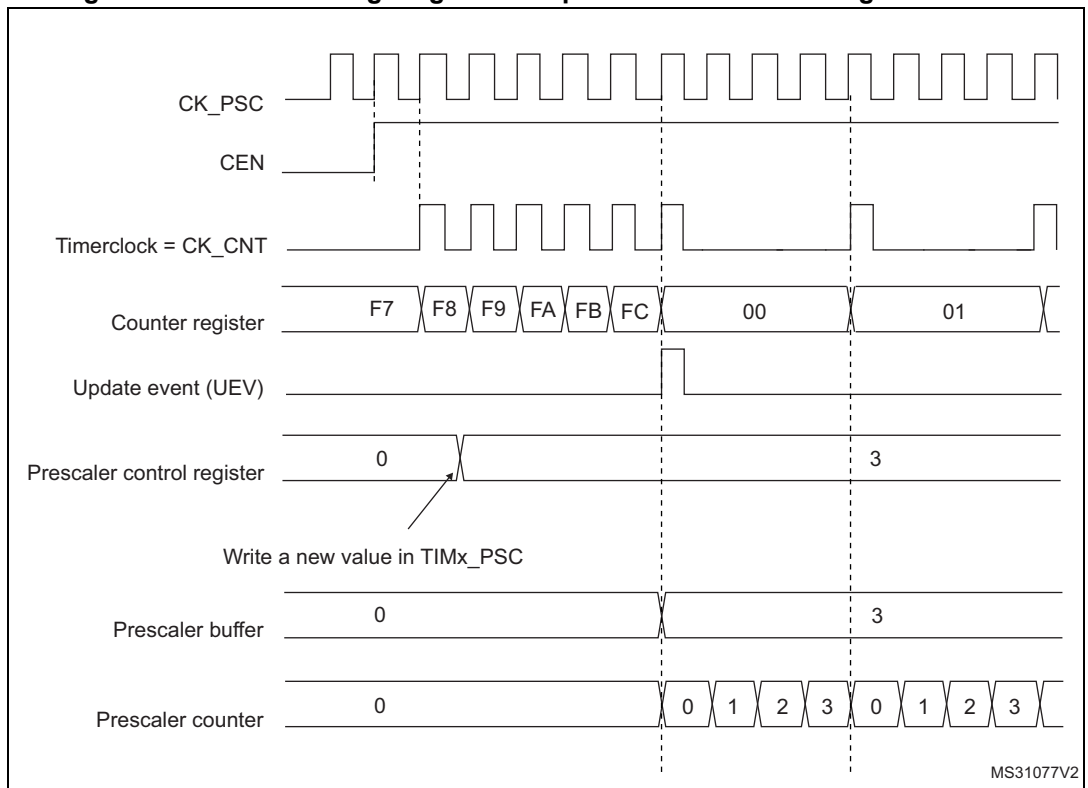 CK_PSC
CEN
Timerclock = CK_CNT
Counter register
F7 F8 F9 FA FB FC 00 01
Update event (UEV)
Prescaler control register
0 3
Write a new value in TIMx_PSC
Prescaler buffer
0 3
Prescaler counter
0 0 1 2 3 0 1 2 3
MS31077V2